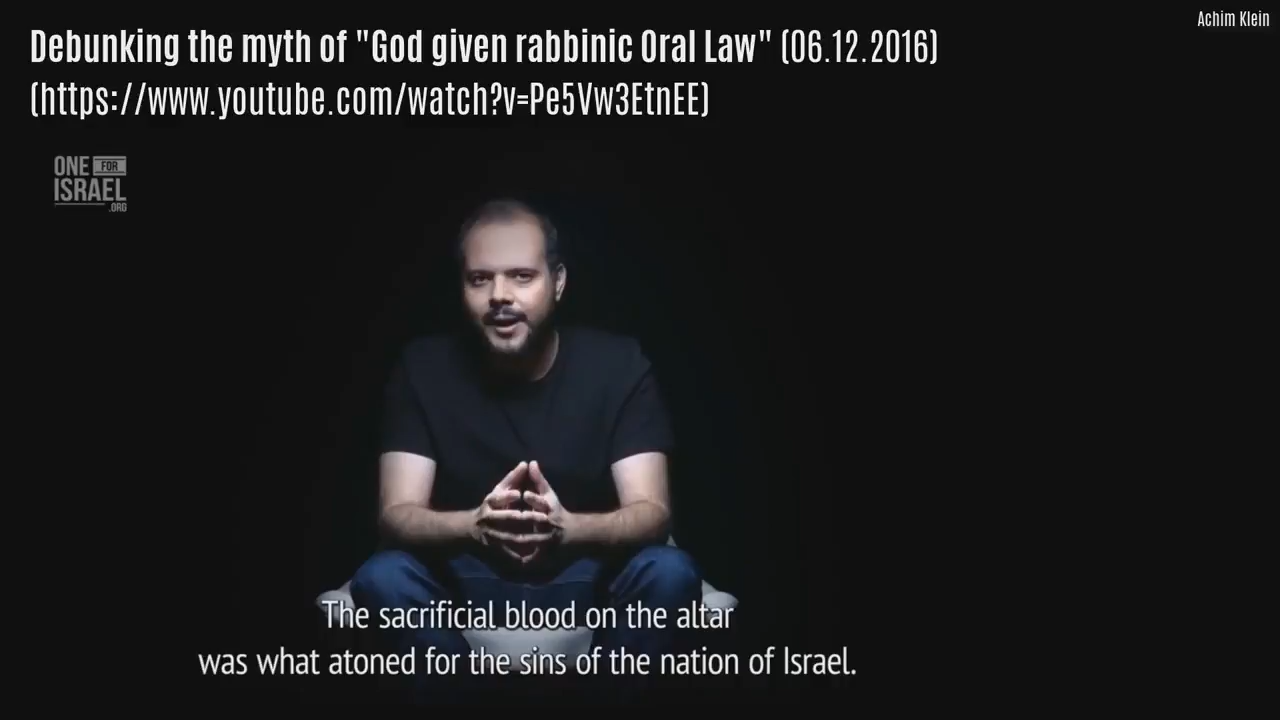 Achim Klein
Debunking the myth of "God given rabbinic Oral Law" (06.12.2016)
(https://www.youtube.com/watch?v=Pe5Vw3EtnEE)
ONE FOR
ISRAEL
.ORG
The sacrificial blood on the altar
was what atoned for the sins of the nation of Israel.